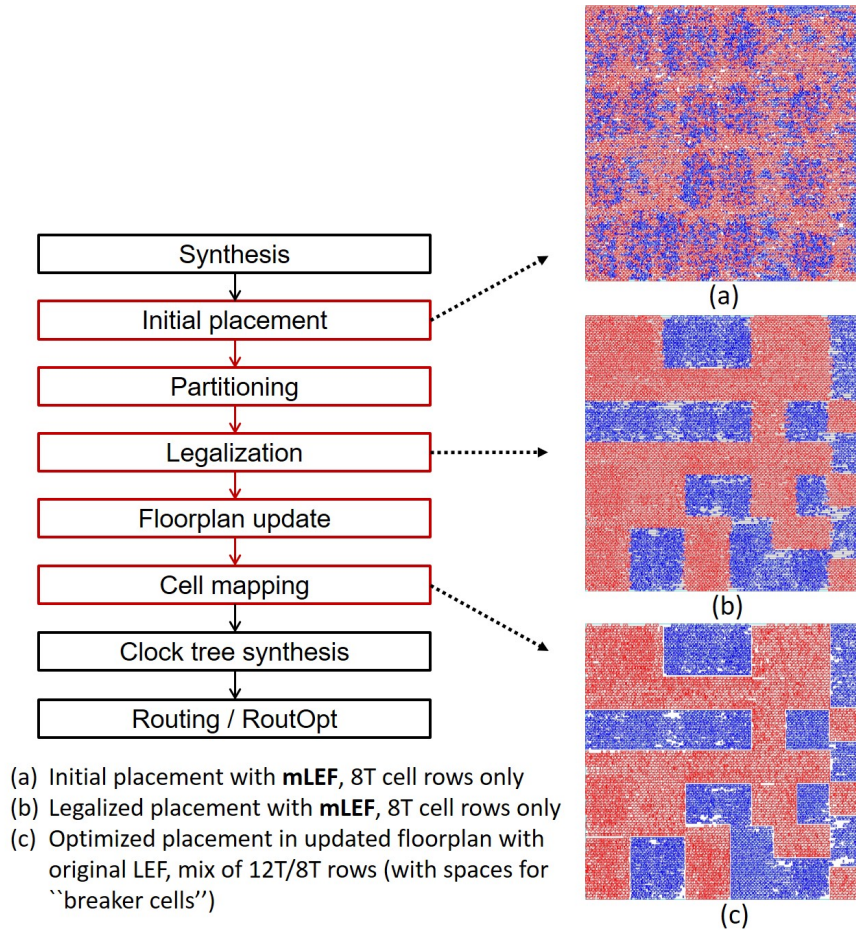 Synthesis
Initial placement
Partitioning
Legalization
Floorplan update
Cell mapping
Clock tree synthesis
Routing / RoutOpt
(a)
(b)
(c)
(a) Initial placement with mLEF, 8T cell rows only
(b) Legalized placement with mLEF, 8T cell rows only
(c) Optimized placement in updated floorplan with
original LEF, mix of 12T/8T rows (with spaces for
``breaker cells’’)